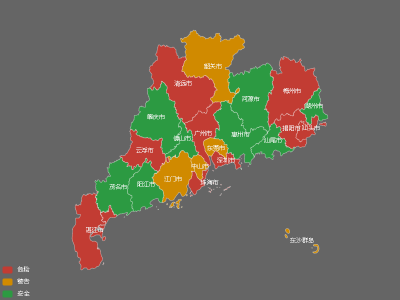 韶关市
清远市
梅州市
河源市
潮州市
肇庆市
广州市
揭阳市
汕头市
惠州市
佛山市
汕尾市
云浮市
东莞市
深圳市
中山市
江门市
珠海市
阳江市
茂名市
湛江市
东沙群岛
危险
警告
安全